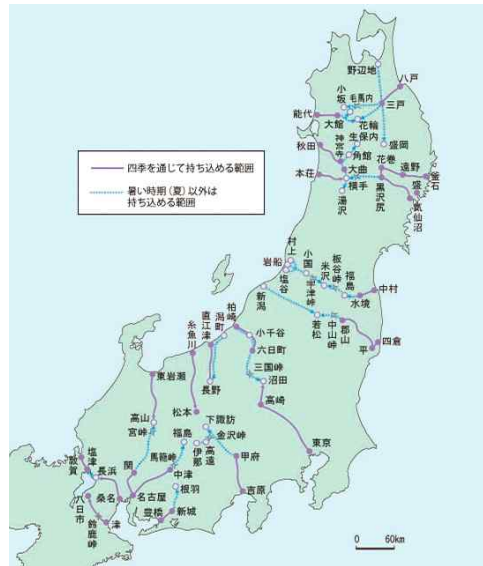 野辺地
八戸
小坂
毛馬内
三戸
能代
大館
花輪
生保内
秋田
神宮寺
角館
盛岡
花巻
大曲
遠野
釜石
本荘
横手
黒沢尻
盛
気仙沼
湯沢
四季を通じて持ち込める範囲
暑い時期(夏)以外は
持ち込める範囲
村上
岩船
塩谷
小国
宇津峠
米沢
板谷峠
福島
中村
水境
新潟
若松
中山峠
郡山
平
四倉
柏崎
潟町
直江津
糸魚川
小千谷
六日町
三国峠
沼田
長野
高崎
東岩瀬
松本
高山
宮峠
福島
下諏訪
金沢峠
伊那
高遠
東京
塩津
敦賀
長浜
関
馬籠峠
中津
甲府
根羽
八日市
桑名
名古屋
吉原
鈴鹿峠
津
豊橋
新城
0 60km